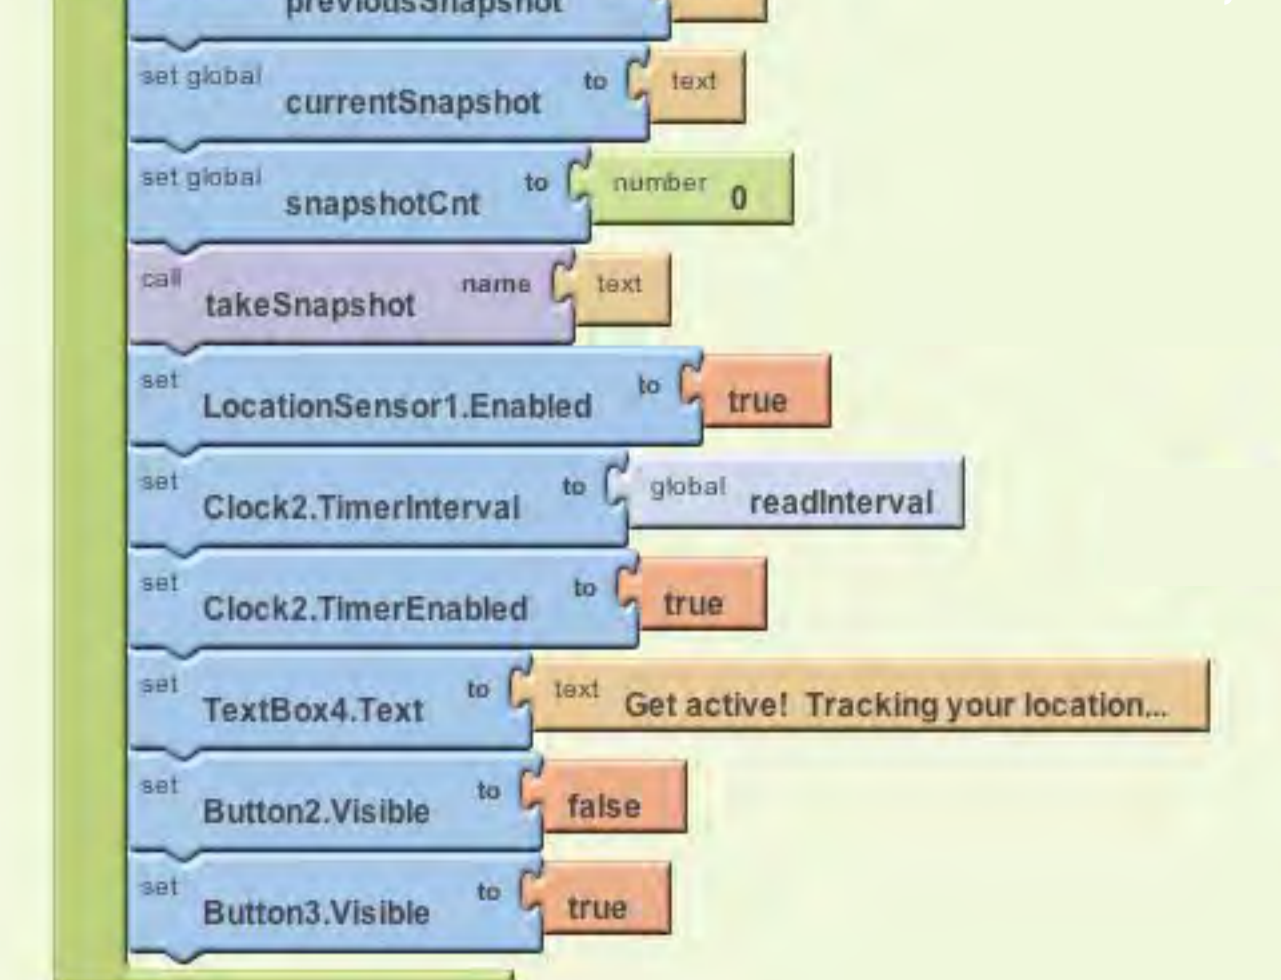 previousSnapshot
set global currentSnapshot to text
set global snapshotCnt to number 0
call takeSnapshot name text
set LocationSensor1.Enabled to true
set Clock2.TimerInterval to global readInterval
set Clock2.TimerEnabled to true
set TextBox4.Text to text Get active! Tracking your location...
set Button2.Visible to false
set Button3.Visible to true